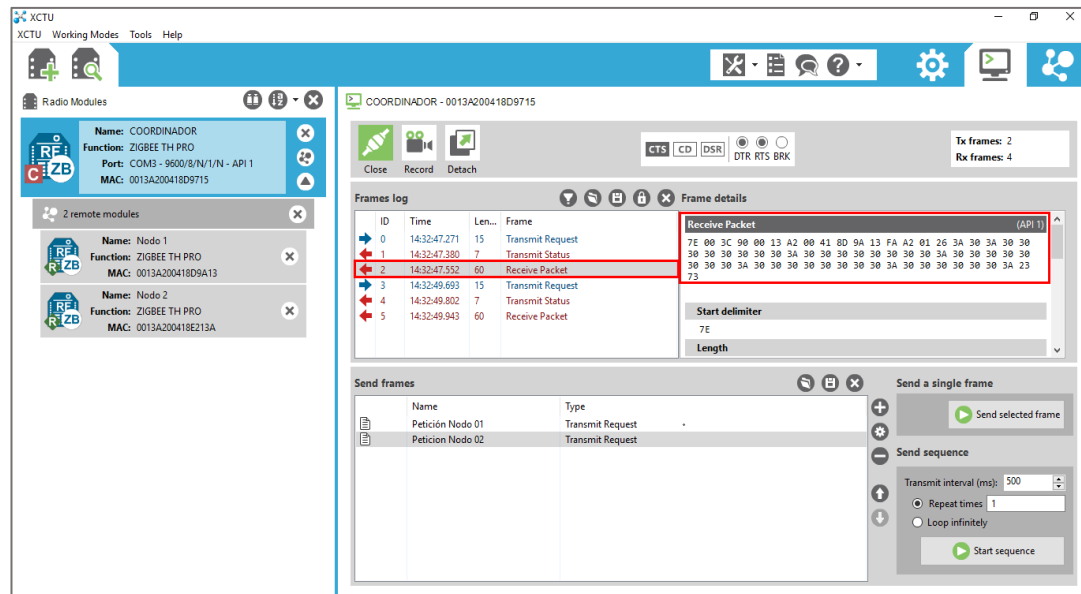 XCTU
XCTU Working Modes Tools Help
Radio Modules
Name: COORDINADOR
Function: ZIGBEE TH PRO
Port: COM3 - 9600/8/N/1/N - API 1
MAC: 0013A200418D9715
2 remote modules
Name: Nodo 1
Function: ZIGBEE TH PRO
MAC: 0013A200418D9A13
Name: Nodo 2
Function: ZIGBEE TH PRO
MAC: 0013A200418E213A
COORDINADOR - 0013A200418D9715
Close Record Detach
CTS CD DSR DTR RTS BRK
Tx frames: 2
Rx frames: 4
Frames log
ID Time Len... Frame
0 14:32:47.271 15 Transmit Request
1 14:32:47.380 7 Transmit Status
2 14:32:47.552 60 Receive Packet
3 14:32:49.693 15 Transmit Request
4 14:32:49.802 7 Transmit Status
5 14:32:49.943 60 Receive Packet
Frame details
Receive Packet (API 1)
7E 00 3C 90 00 13 A2 00 41 8D 9A 13 FA A2 01 26 3A 30 3A 30 30
30 30 30 30 30 30 3A 30 30 30 30 30 30 30 30 3A 30 30 30 30 30
30 30 30 3A 30 30 30 30 30 30 30 30 3A 30 30 30 30 30 30 3A 23
73
Start delimiter
7E
Length
Send frames
Name Type
Petición Nodo 01 Transmit Request
Peticion Nodo 02 Transmit Request
Send a single frame
Send selected frame
Send sequence
Transmit interval (ms): 500
Repeat times 1
Loop infinitely
Start sequence